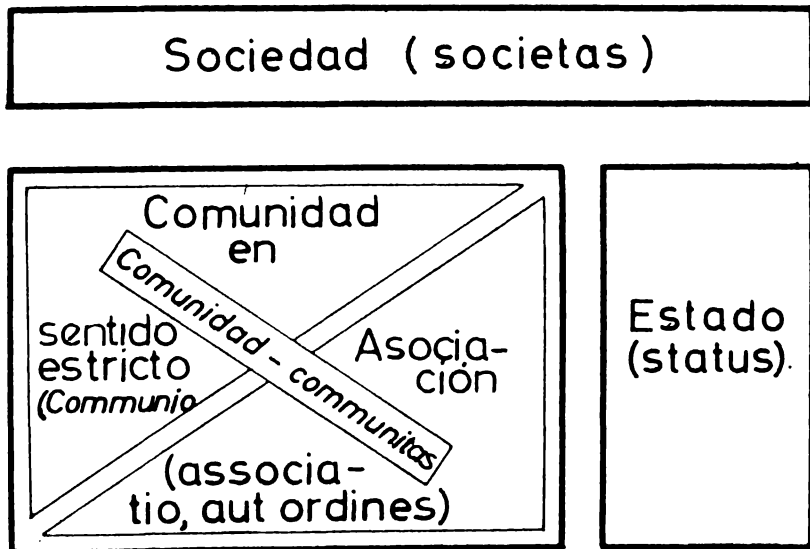 Sociedad (societas)
Comunidad
en
sentido
estricto
(Communio
Comunidad - communitas
Asocia-
ción
(associa-
tio, aut ordines)
Estado
(status).